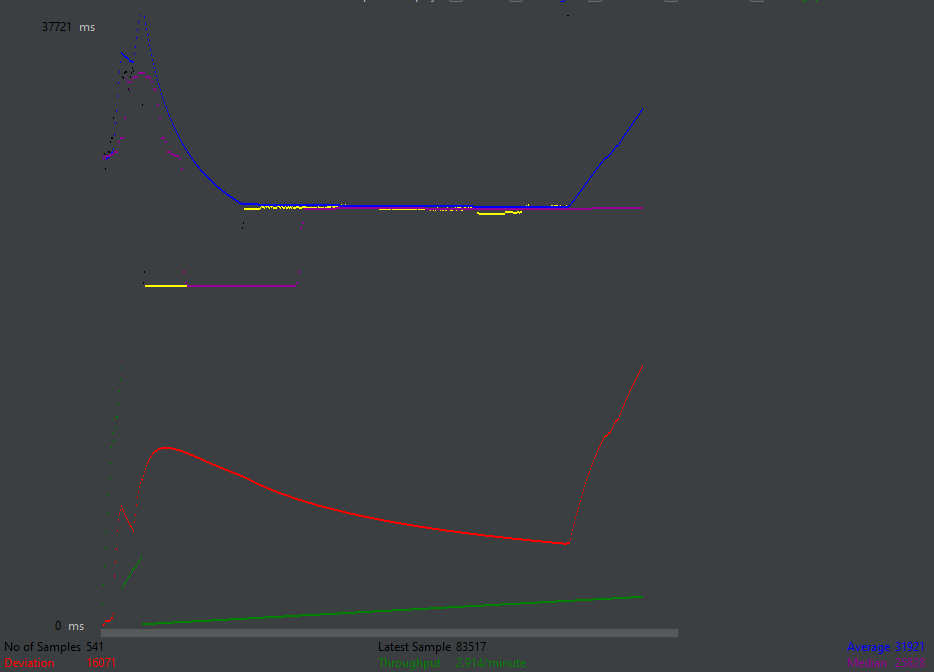 37721 ms
0 ms
No of Samples 541 Latest Sample 83517 Average 31921
Deviation 16071 Throughput 2.914/minute Median